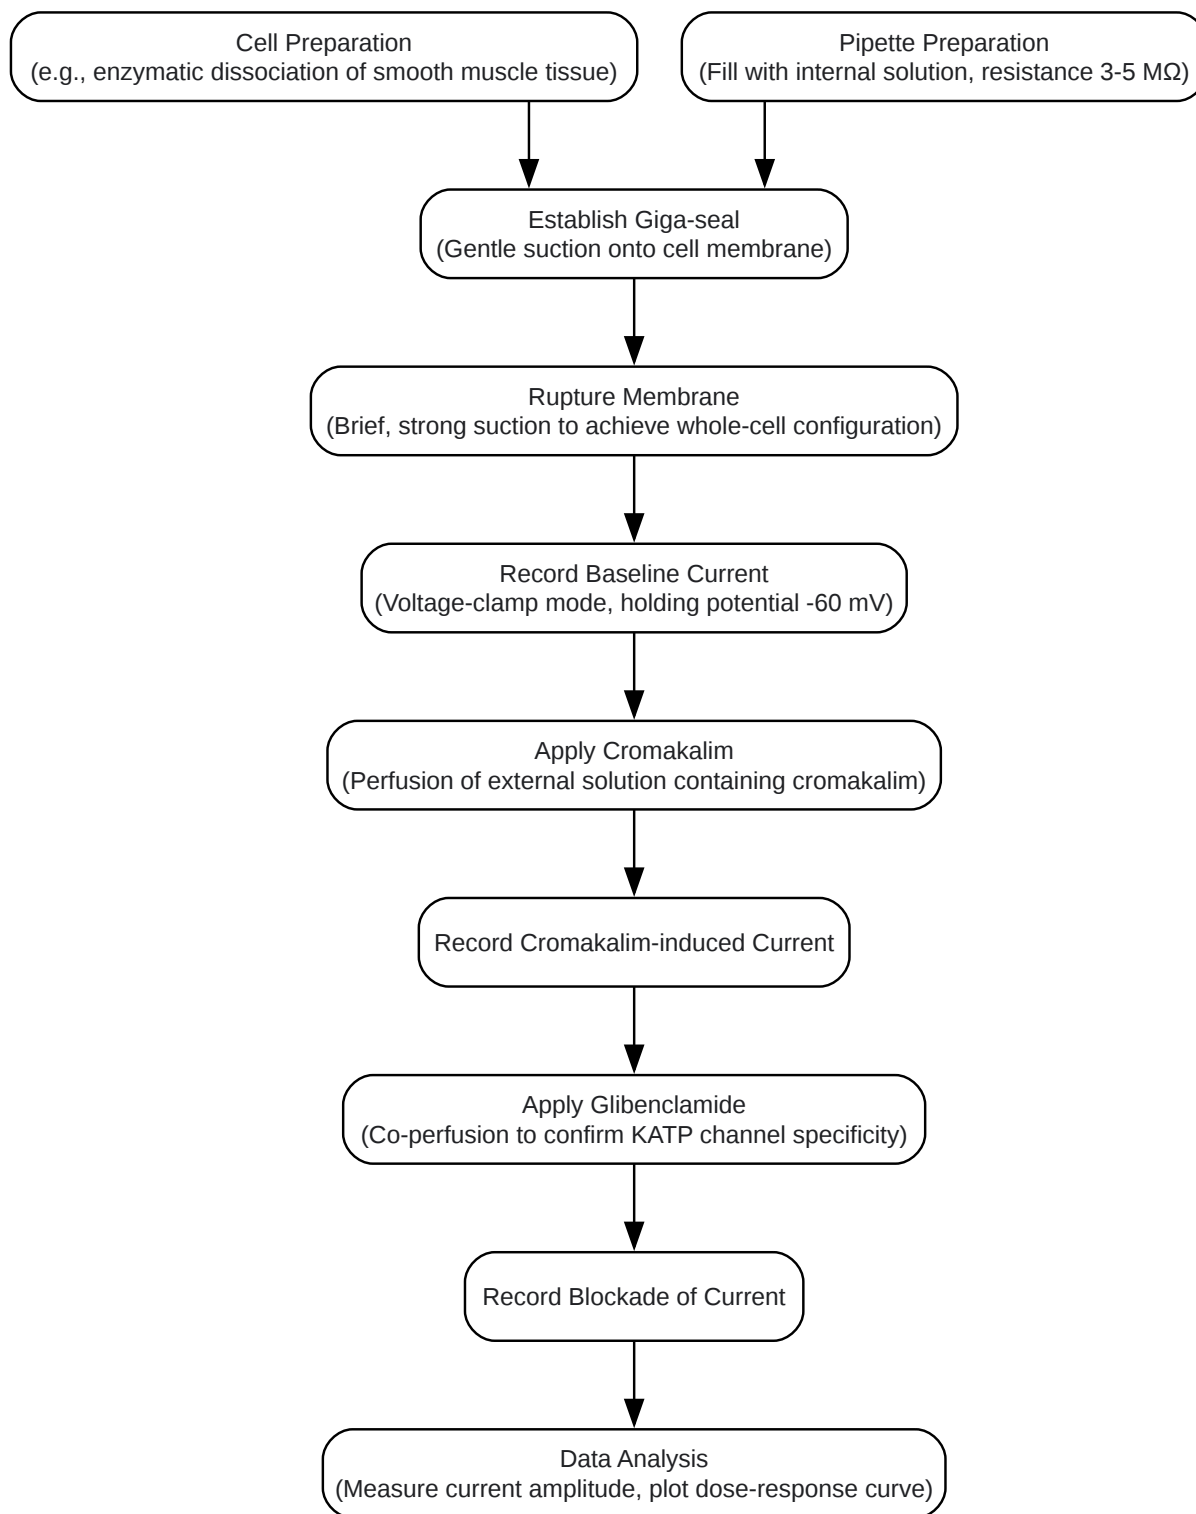 Cell Preparation
(e.g., enzymatic dissociation of smooth muscle tissue)
Pipette Preparation
(Fill with internal solution, resistance 3-5 MΩ)
Establish Giga-seal
(Gentle suction onto cell membrane)
Rupture Membrane
(Brief, strong suction to achieve whole-cell configuration)
Record Baseline Current
(Voltage-clamp mode, holding potential -60 mV)
Apply Cromakalim
(Perfusion of external solution containing cromakalim)
Record Cromakalim-induced Current
Apply Glibenclamide
(Co-perfusion to confirm KATP channel specificity)
Record Blockade of Current
Data Analysis
(Measure current amplitude, plot dose-response curve)